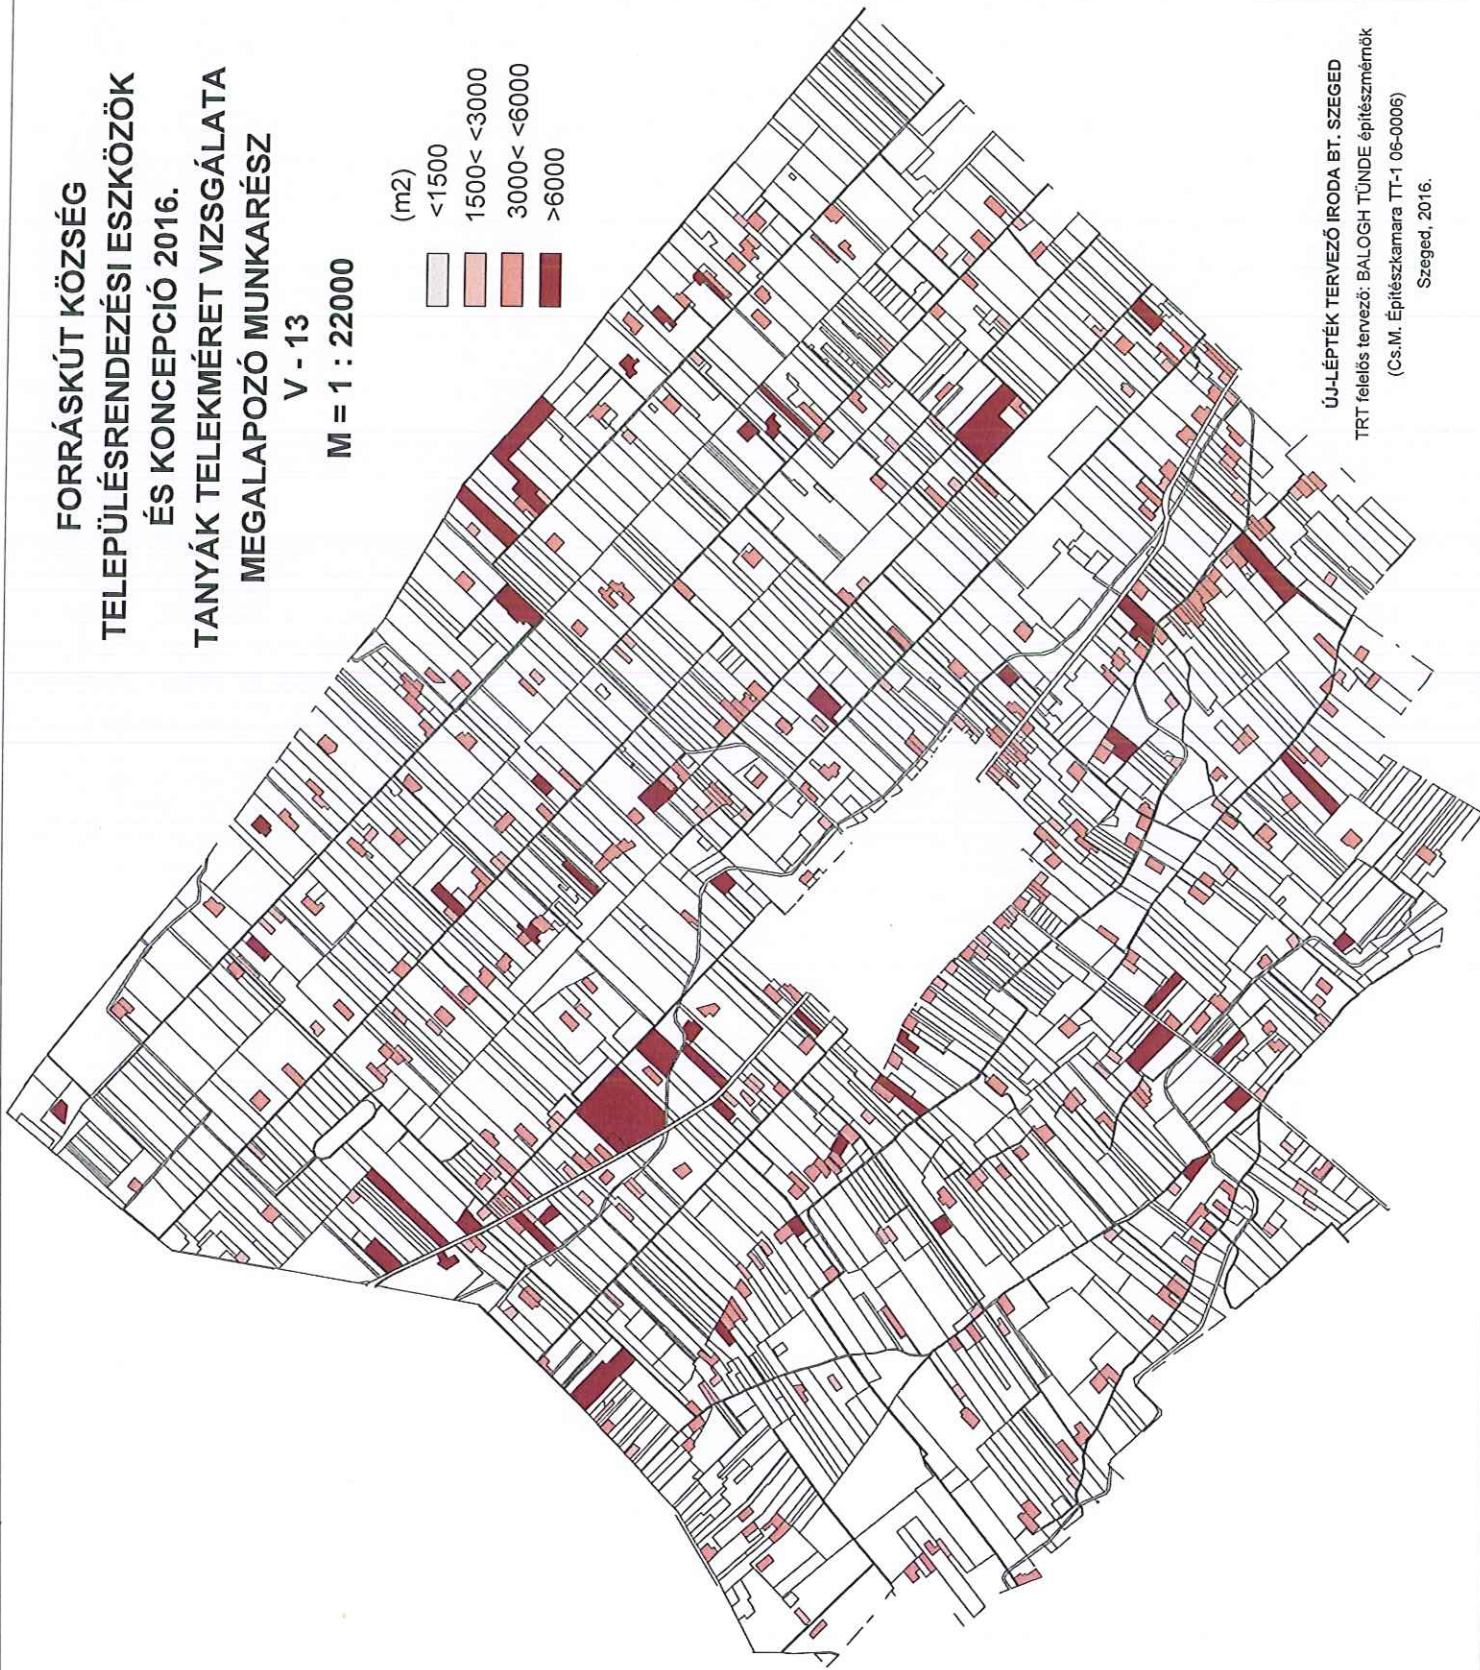 FORRÁSKÚT KÖZSÉG
TELEPÜLÉSRENDEZÉSI ESZKÖZÖK
ÉS KONCEPCIÓ 2016.
TANYÁK TELEKMÉRET VIZSGÁLATA
MEGALAPOZÓ MUNKARÉSZ
V - 13
M = 1 : 22000
(m2)
<1500
1500< <3000
3000< <6000
>6000
ÚJ-LÉPTÉK TERVEZŐ IRODA BT. SZEGED
TRT felelős tervező: BALOGH TÜNDE építészmérnök
(Cs.M. Építészkamara TT-1 06-0006)
Szeged, 2016.